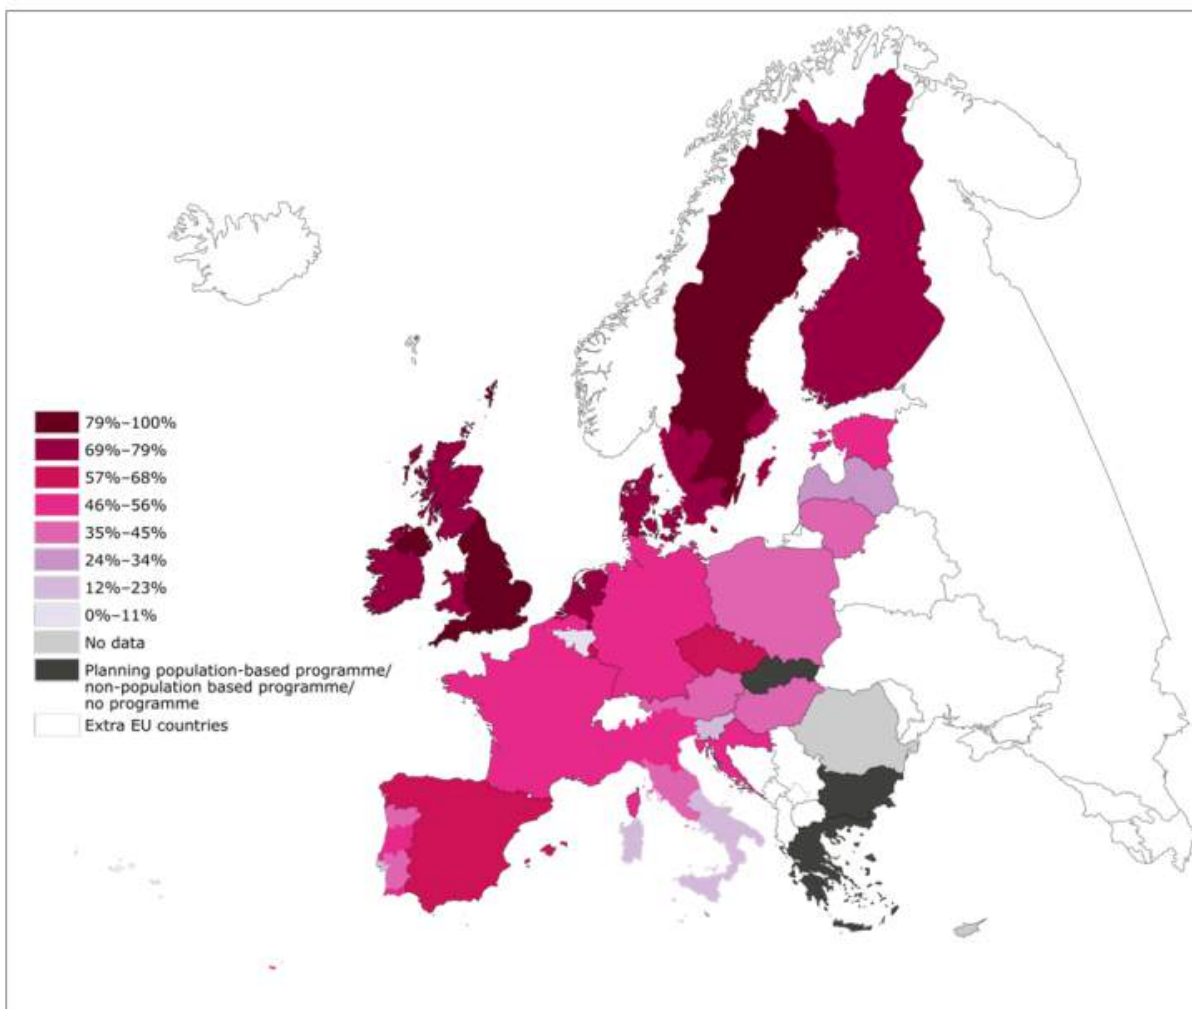 79%–100%
69%–79%
57%–68%
46%–56%
35%–45%
24%–34%
12%–23%
0%–11%
No data
Planning population-based programme/
non-population based programme/
no programme
Extra EU countries